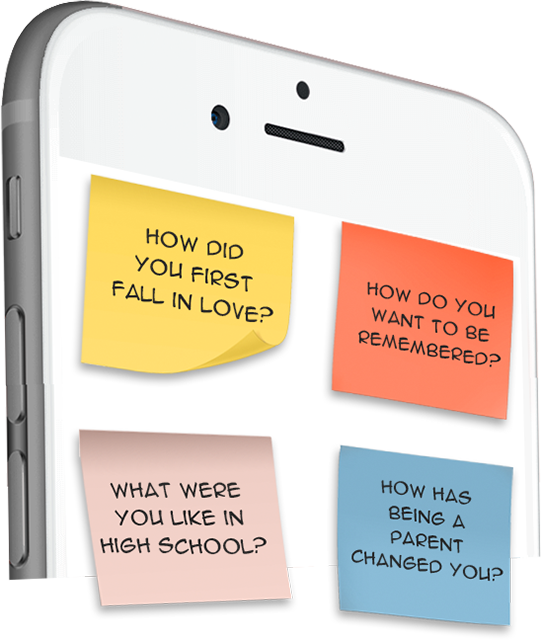 HOW DID
YOU FIRST
FALL IN LOVE?
HOW DO YOU
WANT TO BE
REMEMBERED?
WHAT WERE
YOU LIKE IN
HIGH SCHOOL?
HOW HAS
BEING A
PARENT
CHANGED YOU?